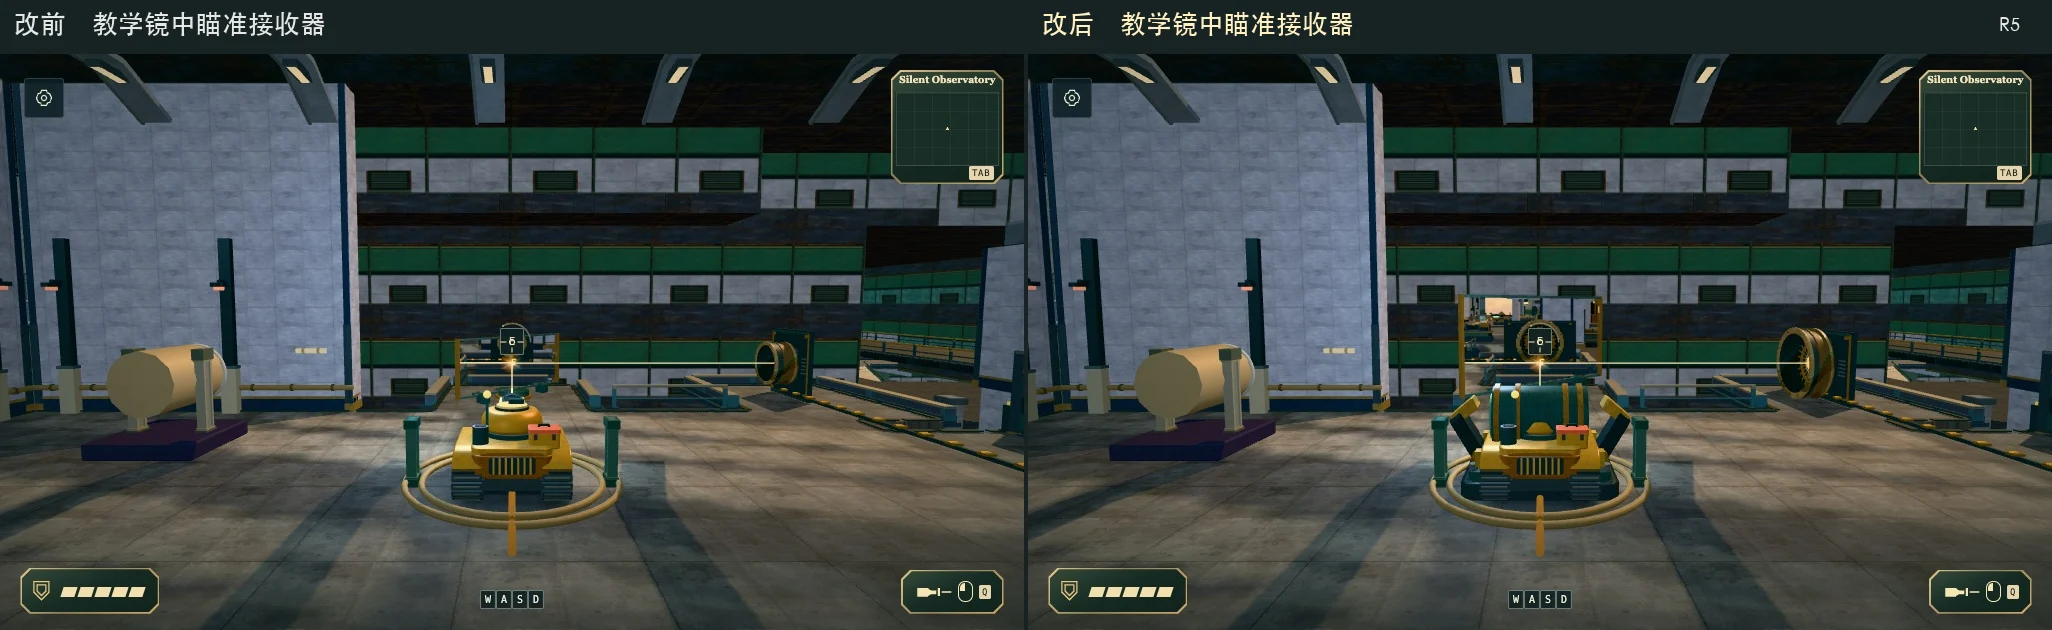 改前 教学镜中瞄准接收器
改后 教学镜中瞄准接收器
R5
Silent Observatory
TAB
6
W A S D
Q
Silent Observatory
TAB
6
W A S D
Q